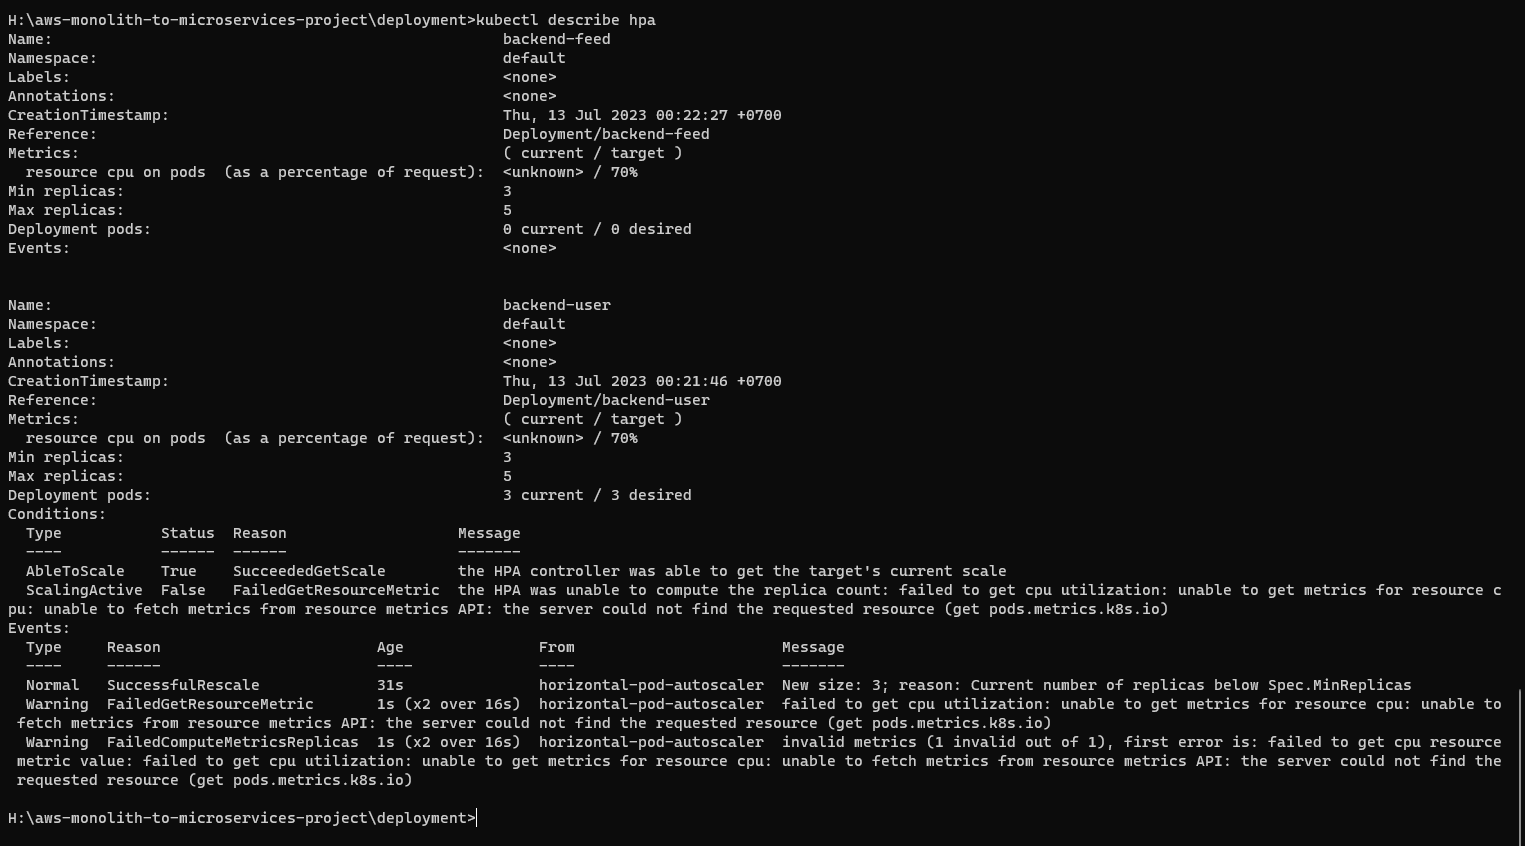 H:\aws-monolith-to-microservices-project\deployment>kubectl describe hpa
Name:                                                  backend-feed
Namespace:                                             default
Labels:                                                <none>
Annotations:                                           <none>
CreationTimestamp:                                     Thu, 13 Jul 2023 00:22:27 +0700
Reference:                                             Deployment/backend-feed
Metrics:                                               ( current / target )
  resource cpu on pods  (as a percentage of request):  <unknown> / 70%
Min replicas:                                          3
Max replicas:                                          5
Deployment pods:                                       0 current / 0 desired
Events:                                                <none>
Name:                                                  backend-user
Namespace:                                             default
Labels:                                                <none>
Annotations:                                           <none>
CreationTimestamp:                                     Thu, 13 Jul 2023 00:21:46 +0700
Reference:                                             Deployment/backend-user
Metrics:                                               ( current / target )
  resource cpu on pods  (as a percentage of request):  <unknown> / 70%
Min replicas:                                          3
Max replicas:                                          5
Deployment pods:                                       3 current / 3 desired
Conditions:
  Type           Status  Reason                   Message
  ----           ------  ------                   -------
  AbleToScale    True    SucceededGetScale        the HPA controller was able to get the target's current scale
  ScalingActive  False   FailedGetResourceMetric  the HPA was unable to compute the replica count: failed to get cpu utilization: unable to get metrics for resource c
pu: unable to fetch metrics from resource metrics API: the server could not find the requested resource (get pods.metrics.k8s.io)
Events:
  Type     Reason                        Age               From                       Message
  ----     ------                        ----              ----                       -------
  Normal   SuccessfulRescale             31s               horizontal-pod-autoscaler  New size: 3; reason: Current number of replicas below Spec.MinReplicas
  Warning  FailedGetResourceMetric       1s (x2 over 16s)  horizontal-pod-autoscaler  failed to get cpu utilization: unable to get metrics for resource cpu: unable to
 fetch metrics from resource metrics API: the server could not find the requested resource (get pods.metrics.k8s.io)
  Warning  FailedComputeMetricsReplicas  1s (x2 over 16s)  horizontal-pod-autoscaler  invalid metrics (1 invalid out of 1), first error is: failed to get cpu resource
 metric value: failed to get cpu utilization: unable to get metrics for resource cpu: unable to fetch metrics from resource metrics API: the server could not find the
 requested resource (get pods.metrics.k8s.io)
H:\aws-monolith-to-microservices-project\deployment>